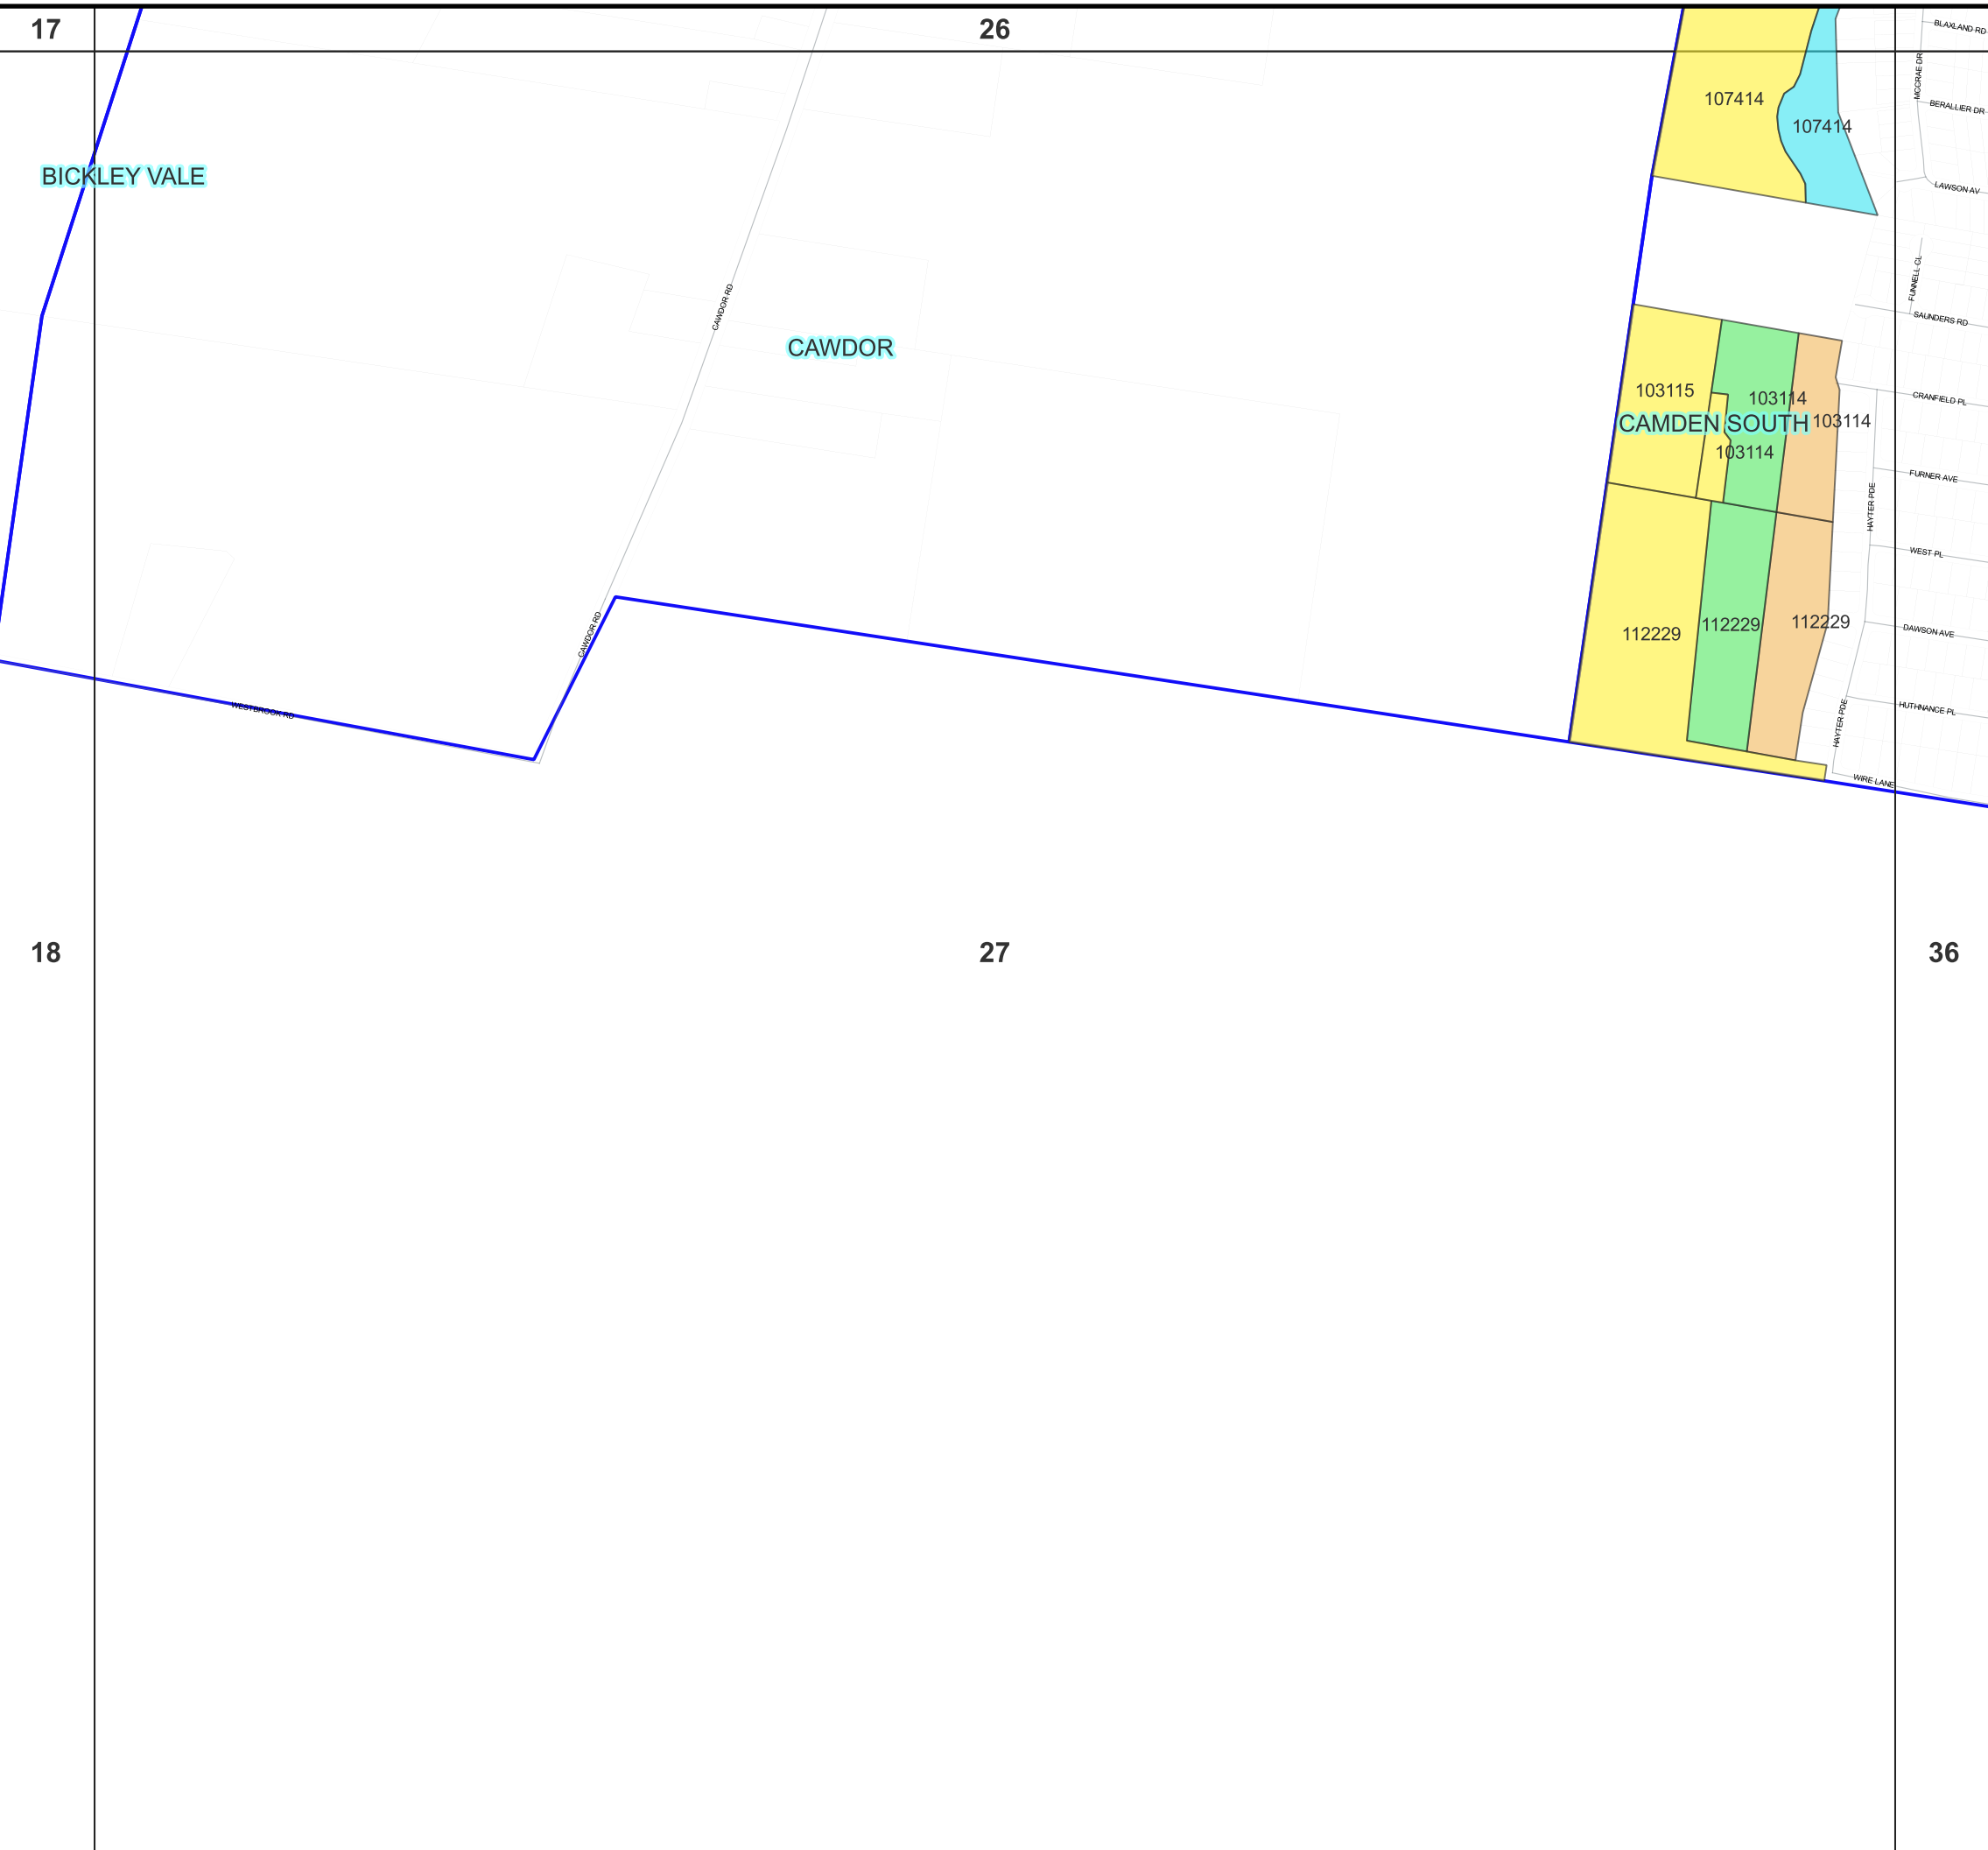 17
26
BLAXLAND RD
MCCRAE DR
107414
BERALLIER DR
107414
BICKLEY VALE
LAWSON AV
FUNNELL CL
CAWDOR RD
SAUNDERS RD
CAWDOR
103115
103114
CRANFIELD PL
CAMDEN SOUTH
103114
103114
FURNER AVE
HAYTER PDE
WEST PL
CAWDOR RD
112229
112229
112229
DAWSON AVE
WESTBROOK RD
HUTHNANCE PL
HAYTER PDE
WIRE LANE
18
27
36